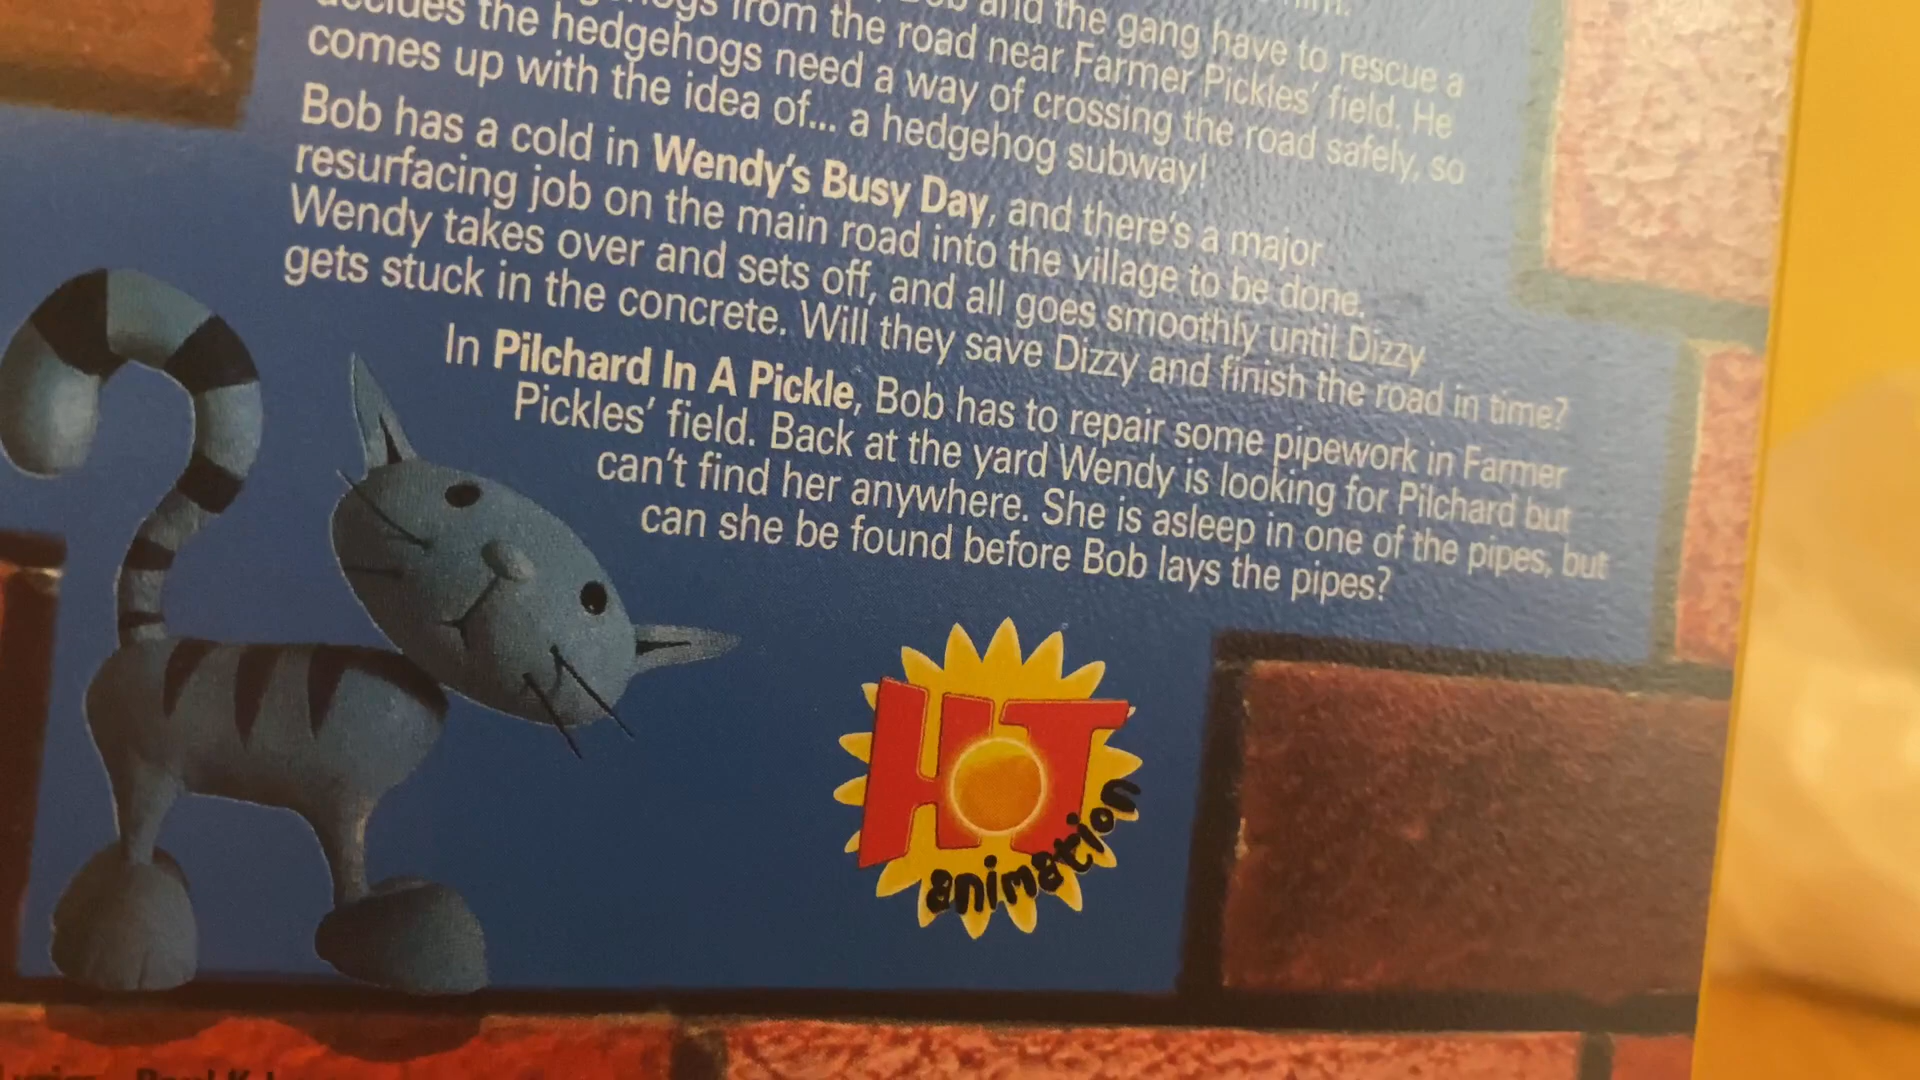 and the gang have to rescue a
from the road near Farmer Pickles' field. He
decides the hedgehogs need a way of crossing the road safely, so
comes up with the idea of... a hedgehog subway!
Bob has a cold in Wendy's Busy Day, and there's a major
resurfacing job on the main road into the village to be done.
Wendy takes over and sets off, and all goes smoothly until Dizzy
gets stuck in the concrete. Will they save Dizzy and finish the road in time?
In Pilchard In A Pickle, Bob has to repair some pipework in Farmer
Pickles' field. Back at the yard Wendy is looking for Pilchard but
can't find her anywhere. She is asleep in one of the pipes, but
can she be found before Bob lays the pipes?
HOT
animation